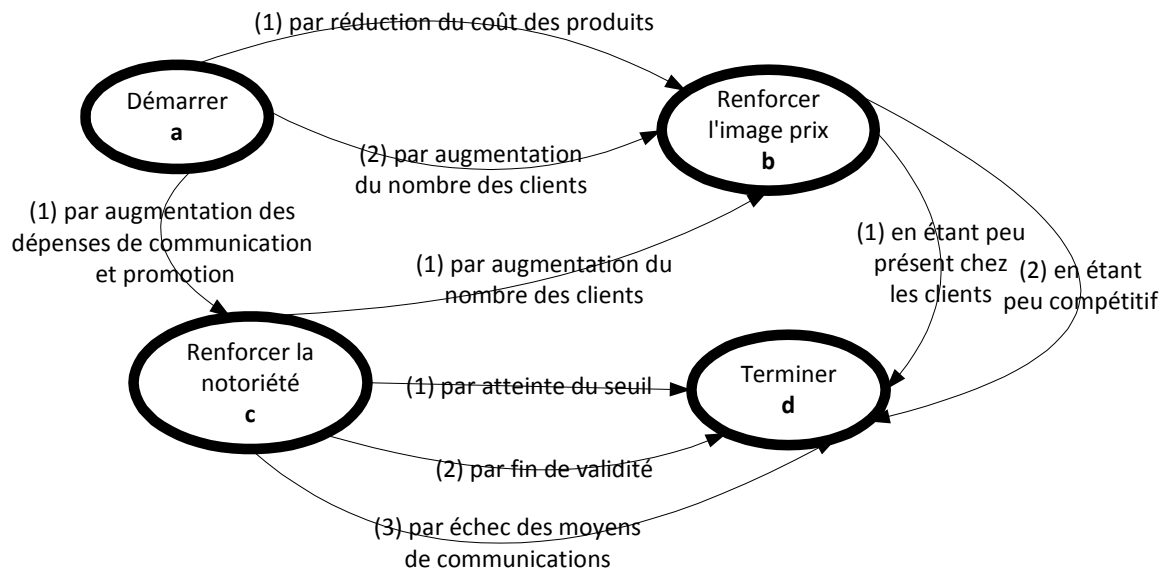 (1) par réduction du coût des produits
Démarrer
a
Renforcer
l'image prix
b
(2) par augmentation
du nombre des clients
(1) par augmentation des
dépenses de communication
et promotion
(1) par augmentation du
nombre des clients
(1) en étant peu
présent chez
les clients
(2) en étant
peu compétitif
Renforcer la
notoriété
c
(1) par atteinte du seuil
Terminer
d
(2) par fin de validité
(3) par échec des moyens
de communications